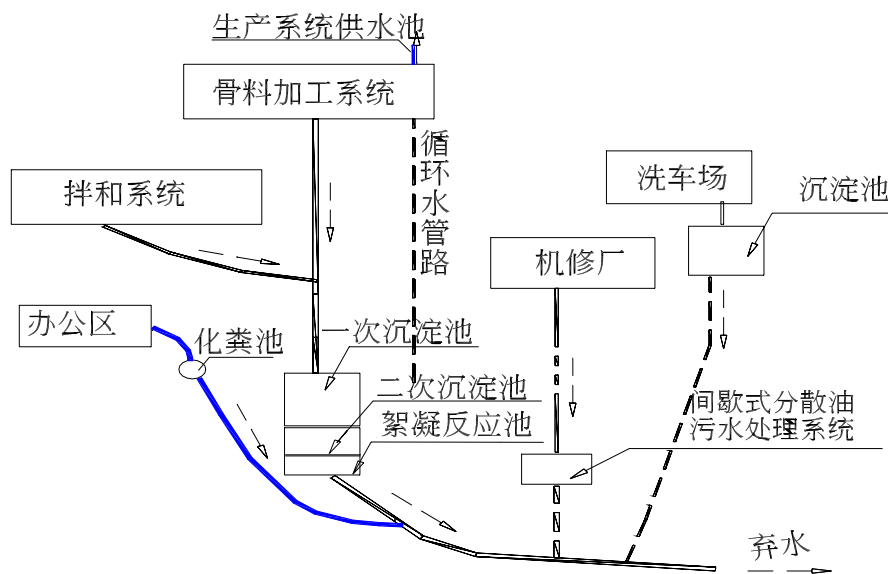 生产系统供水池
骨料加工系统
循环水管路
洗车场
沉淀池
拌和系统
机修厂
办公区
化粪池
一次沉淀池
二次沉淀池
絮凝反应池
间歇式分散油
污水处理系统
弃水